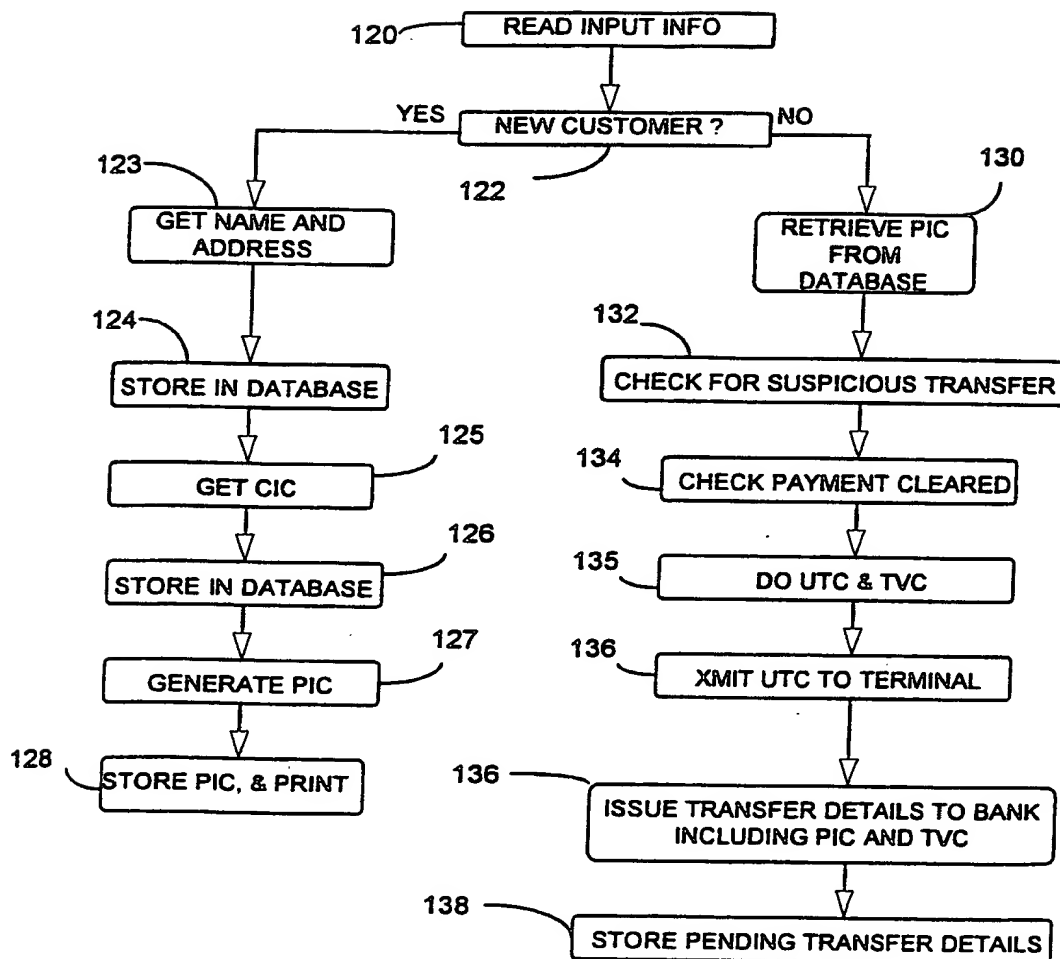 120
READ INPUT INFO
YES
NEW CUSTOMER ?
NO
122
123
GET NAME AND
ADDRESS
124
STORE IN DATABASE
125
GET CIC
126
STORE IN DATABASE
127
GENERATE PIC
128
STORE PIC, & PRINT
130
RETRIEVE PIC
FROM
DATABASE
132
CHECK FOR SUSPICIOUS TRANSFER
134
CHECK PAYMENT CLEARED
135
DO UTC & TVC
136
XMIT UTC TO TERMINAL
136
ISSUE TRANSFER DETAILS TO BANK
INCLUDING PIC AND TVC
138
STORE PENDING TRANSFER DETAILS